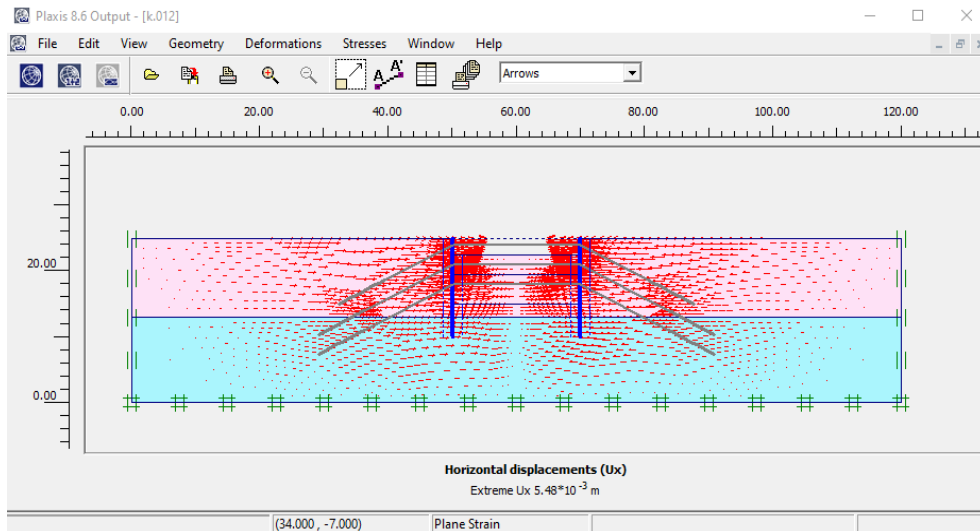 Plaxis 8.6 Output - [k.012]
File Edit View Geometry Deformations Stresses Window Help
A A' Arrows
0.00 20.00 40.00 60.00 80.00 100.00 120.00
20.00
0.00
Horizontal displacements (Ux)
Extreme Ux 5.48*10 -3 m
(34.000 , -7.000) Plane Strain